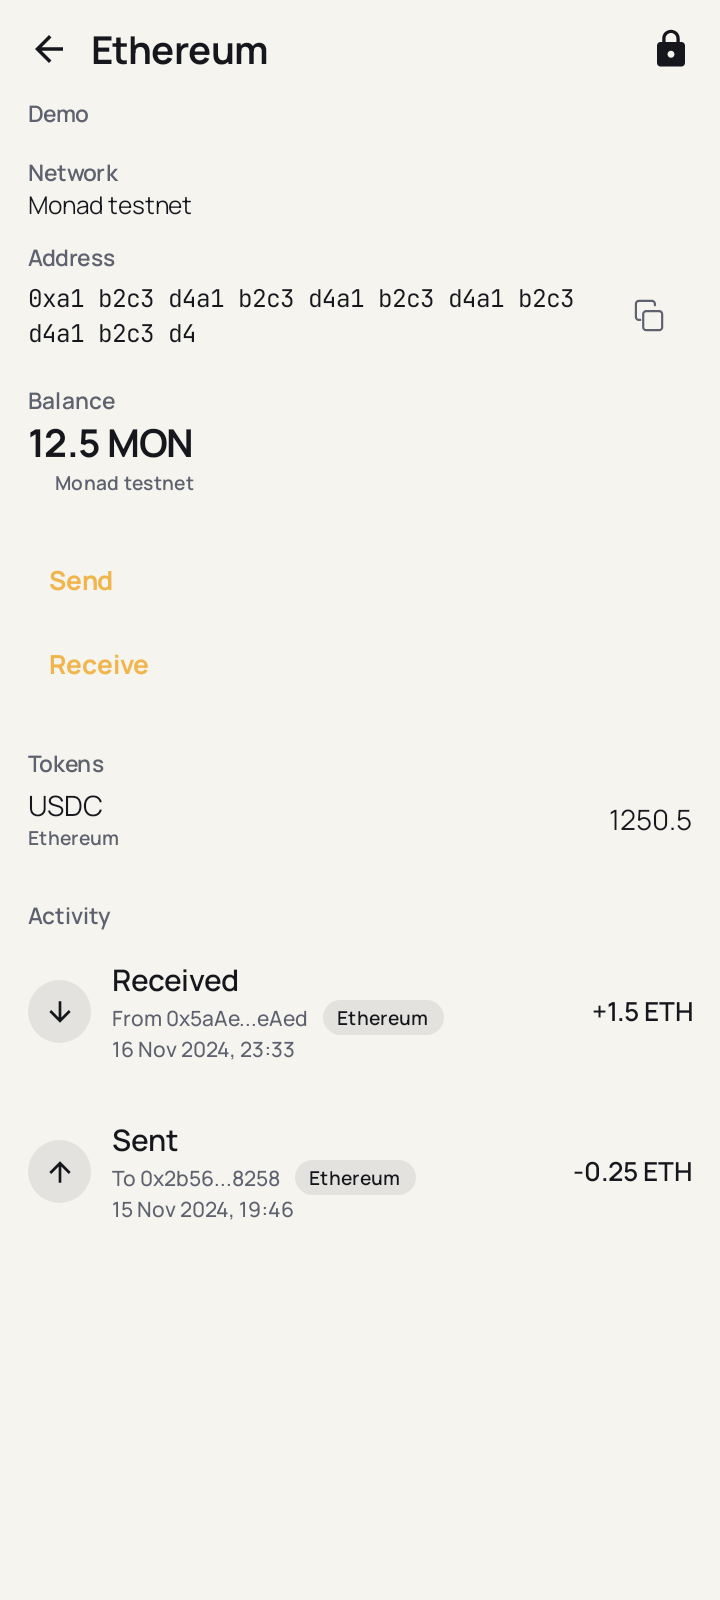 Ethereum
Demo
Network
Monad testnet
Address
0xa1 b2c3 d4a1 b2c3 d4a1 b2c3 d4a1 b2c3
d4a1 b2c3 d4
Balance
12.5 MON
Monad testnet
Send
Receive
Tokens
USDC
1250.5
Ethereum
Activity
Received
From 0x5aAe...eAed Ethereum
+1.5 ETH
16 Nov 2024, 23:33
Sent
To 0x2b56...8258 Ethereum
-0.25 ETH
15 Nov 2024, 19:46